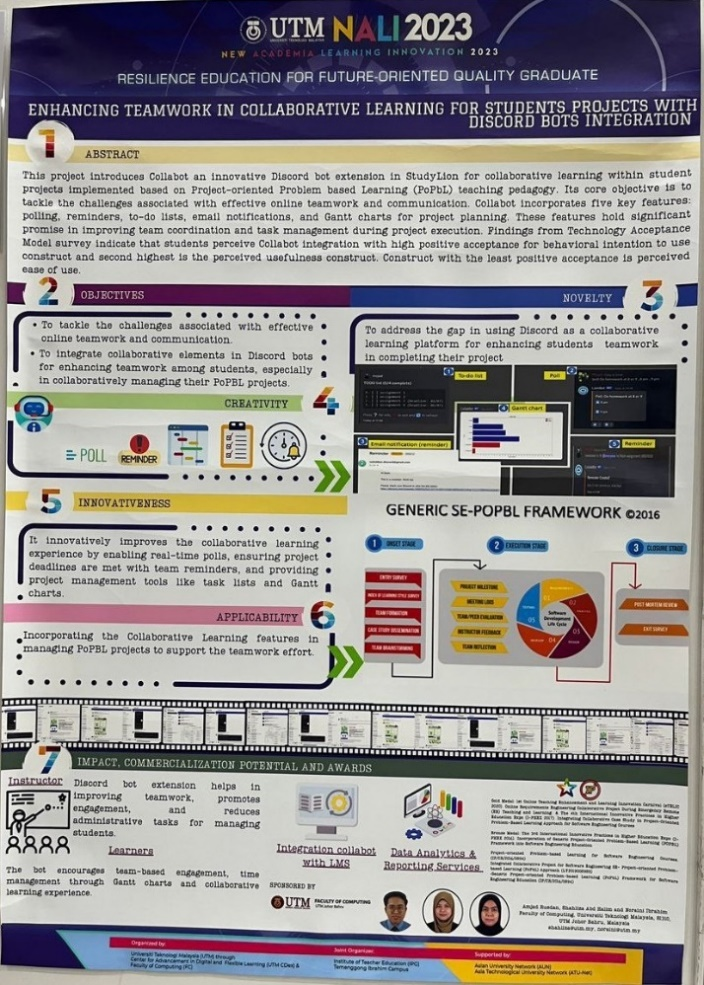 UTM NALI 2023
UNIVERSITI TEKNOLOGI MALAYSIA
NEW ACADEMIA LEARNING INNOVATION 2023
RESILIENCE EDUCATION FOR FUTURE-ORIENTED QUALITY GRADUATE
ENHANCING TEAMWORK IN COLLABORATIVE LEARNING FOR STUDENTS PROJECTS WITH
DISCORD BOTS INTEGRATION
1 ABSTRACT
This project introduces Collabot an innovative Discord bot extension in StudyLion for collaborative learning within student
projects implemented based on Project-oriented Problem based Learning (PoPbL) teaching pedagogy. Its core objective is to
tackle the challenges associated with effective online teamwork and communication. Collabot incorporates five key features:
polling, reminders, to-do lists, email notifications, and Gantt charts for project planning. These features hold significant
promise in improving team coordination and task management during project execution. Findings from Technology Acceptance
Model survey indicate that students perceive Collabot integration with high positive acceptance for behavioral intention to use
construct and second highest is the perceived usefulness construct. Construct with the least positive acceptance is perceived
ease of use.
2 OBJECTIVES
• To tackle the challenges associated with effective
online teamwork and communication.
• To integrate collaborative elements in Discord bots
for enhancing teamwork among students, especially
in collaboratively managing their PoPBL projects.
NOVELTY 3
To address the gap in using Discord as a collaborative
learning platform for enhancing students teamwork
in completing their project
To-do list
Poll
Gantt chart
Email notification (reminder)
Reminder
CREATIVITY 4
POLL
REMINDER
5 INNOVATIVENESS
It innovatively improves the collaborative learning
experience by enabling real-time polls, ensuring project
deadlines are met with team reminders, and providing
project management tools like task lists and Gantt
charts.
APPLICABILITY 6
Incorporating the Collaborative Learning features in
managing PoPBL projects to support the teamwork effort.
GENERIC SE-POPBL FRAMEWORK ©2016
1 ONSET STAGE
2 EXECUTION STAGE
3 CLOSURE STAGE
ENTRY SURVEY
INDEX OF LEARNING STYLE SURVEY
TEAM FORMATION
CASE STUDY DISSEMINATION
TEAM BRAINSTORMING
PROJECT MILESTONE
MEETING LOGS
TEAM PEER EVALUATION
INSTRUCTOR FEEDBACK
TEAM REFLECTION
Software
Development
Life Cycle
01
02
03
04
05
POST MORTEM REVIEW
EXIT SURVEY
7 IMPACT, COMMERCIALIZATION POTENTIAL AND AWARDS
Instructor
Discord bot extension helps in
improving teamwork, promotes
engagement, and reduces
administrative tasks for managing
students.
Learners
The bot encourages team-based engagement, time
management through Gantt charts and collaborative
learning experience.
Integration collabot
with LMS
Data Analytics &
Reporting Services
SPONSORED BY
UTM FACULTY OF COMPUTING
UTM Johor Bahru
Faculty of Computing, Universiti Teknologi Malaysia,
UTM Johor Bahru, Malaysia
Organized by:
Universiti Teknologi Malaysia (UTM) through
Center for Advancement in Digital and Flexible Learning (UTM CDex) &
Faculty of Computing (FC)
Joint Organizer:
Institute of Teacher Education (IPG)
Temenggong Ibrahim Campus
Supported by:
Asian University Network (AUN)
Asia Technological University Network (ATU-Net)